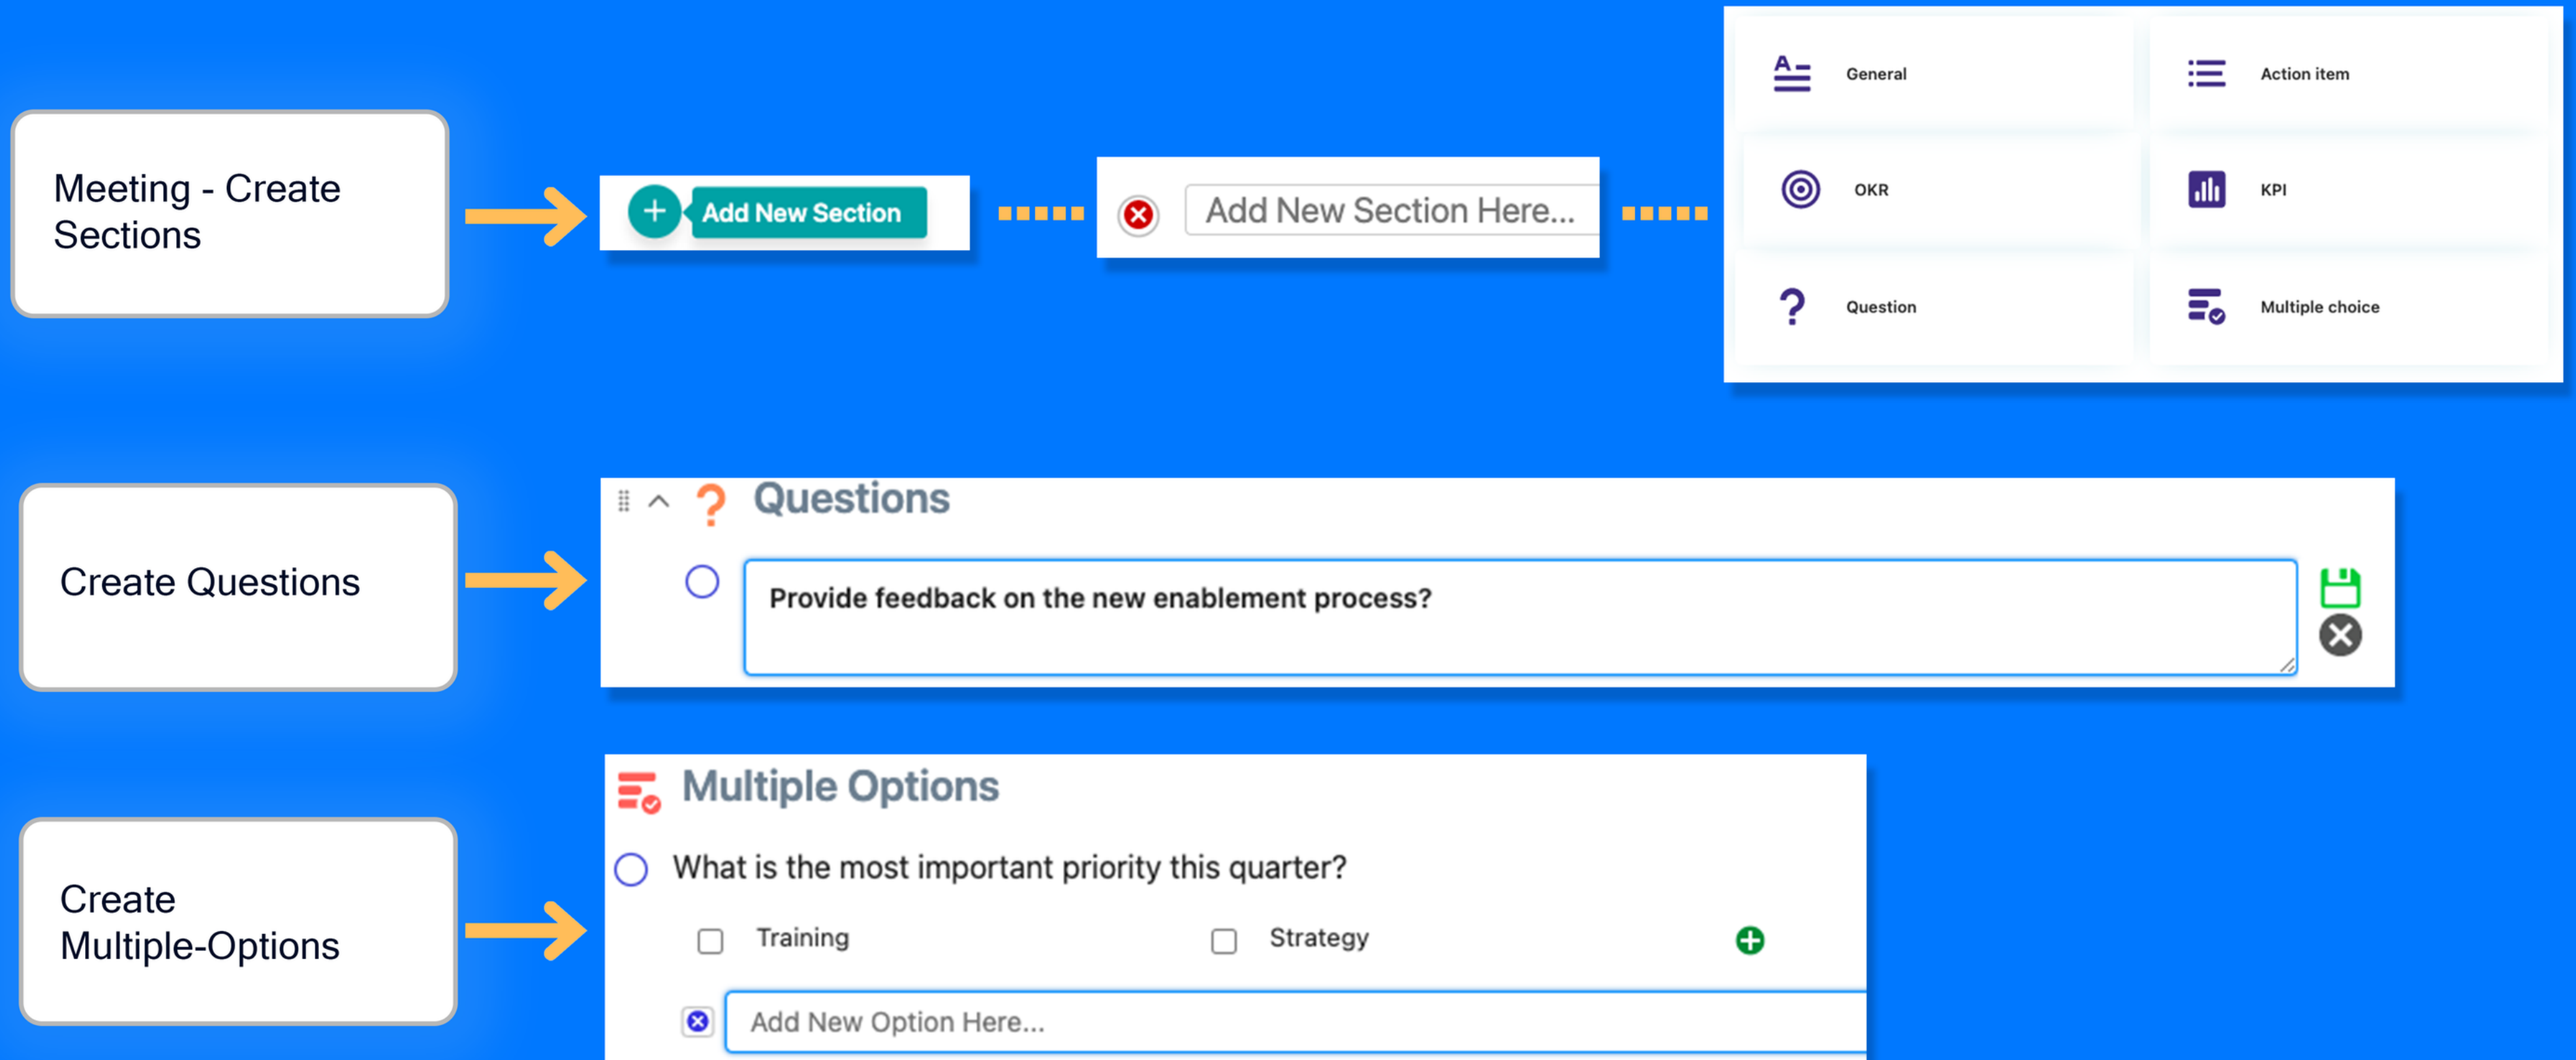 Meeting - Create
Sections
Add New Section
Add New Section Here...
General
Action item
OKR
KPI
Question
Multiple choice
Create Questions
Questions
Provide feedback on the new enablement process?
Create
Multiple-Options
Multiple Options
What is the most important priority this quarter?
Training
Strategy
Add New Option Here...